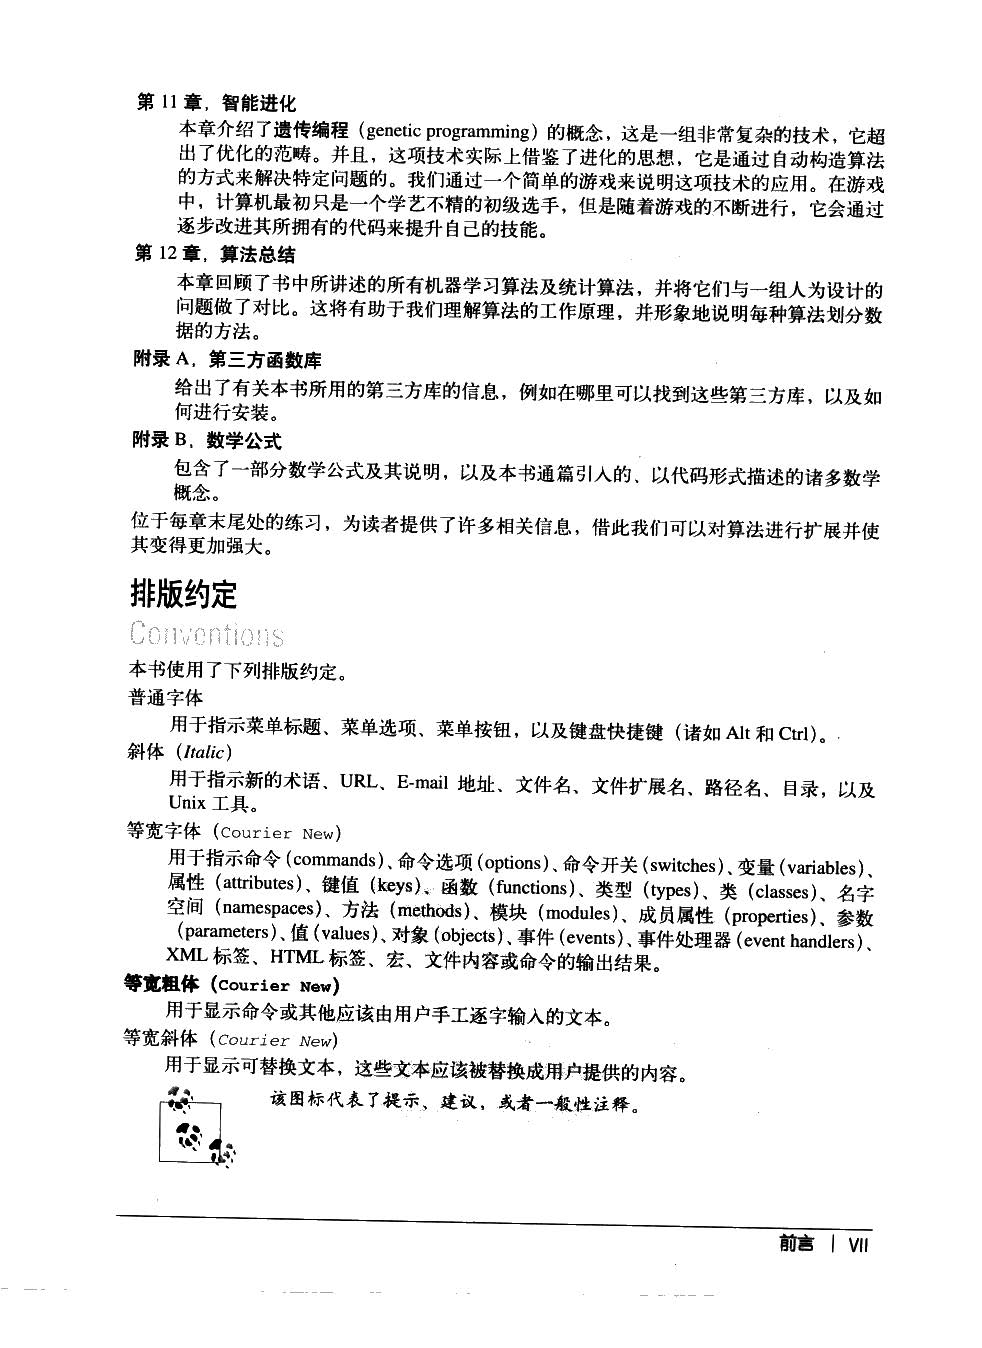 第 11 章，智能进化
本章介绍了遗传编程（genetic programming）的概念，这是一组非常复杂的技术，它超
出了优化的范畴。并且，这项技术实际上借鉴了进化的思想，它是通过自动构造算法
的方式来解决特定问题的。我们通过一个简单的游戏来说明这项技术的应用。在游戏
中，计算机最初只是一个学艺不精的初级选手，但是随着游戏的不断进行，它会通过
逐步改进其所拥有的代码来提升自己的技能。
第 12 章，算法总结
本章回顾了书中所讲述的所有机器学习算法及统计算法，并将它们与一组人为设计的
问题做了对比。这将有助于我们理解算法的工作原理，并形象地说明每种算法划分数
据的方法。
附录 A，第三方函数库
给出了有关本书所用的第三方库的信息，例如在哪里可以找到这些第三方库，以及如
何进行安装。
附录 B，数学公式
包含了一部分数学公式及其说明，以及本书通篇引入的、以代码形式描述的诸多数学
概念。
位于每章末尾处的练习，为读者提供了许多相关信息，借此我们可以对算法进行扩展并使
其变得更加强大。
排版约定
Conventions
本书使用了下列排版约定。
普通字体
用于指示菜单标题、菜单选项、菜单按钮，以及键盘快捷键（诸如 Alt 和 Ctrl）。
斜体（Italic）
用于指示新的术语、URL、E-mail 地址、文件名、文件扩展名、路径名、目录，以及
Unix 工具。
等宽字体（Courier New）
用于指示命令（commands）、命令选项（options）、命令开关（switches）、变量（variables）、
属性（attributes）、键值（keys）、函数（functions）、类型（types）、类（classes）、名字
空间（namespaces）、方法（methods）、模块（modules）、成员属性（properties）、参数
（parameters）、值（values）、对象（objects）、事件（events）、事件处理器（event handlers）、
XML 标签、HTML 标签、宏、文件内容或命令的输出结果。
等宽粗体（Courier New）
用于显示命令或其他应该由用户手工逐字输入的文本。
等宽斜体（Courier New）
用于显示可替换文本，这些文本应该被替换成用户提供的内容。
该图标代表了提示、建议，或者一般性注释。
前言 | VII